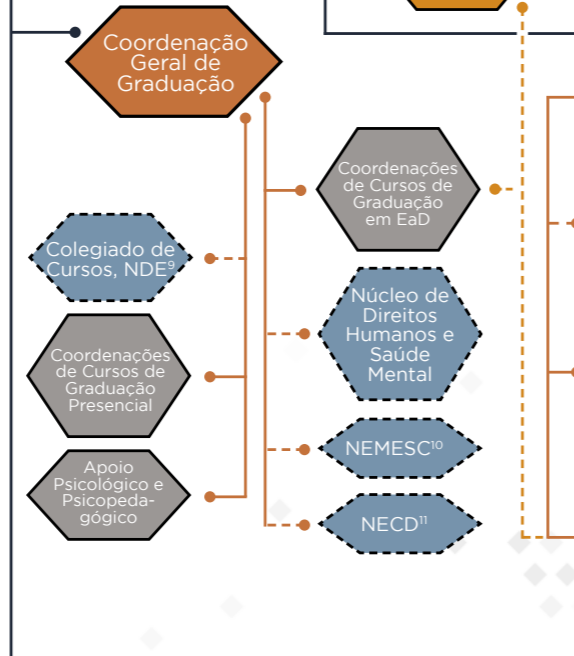 Coordenação
Geral de
Graduação
Coordenações
de Cursos de
Graduação
em EaD
Colegiado de
Cursos, NDE⁹
Núcleo de
Direitos
Humanos e
Saúde
Mental
Coordenações
de Cursos de
Graduação
Presencial
NEMESC¹⁰
Apoio
Psicológico e
Psicopeda-
gógico
NECD¹¹